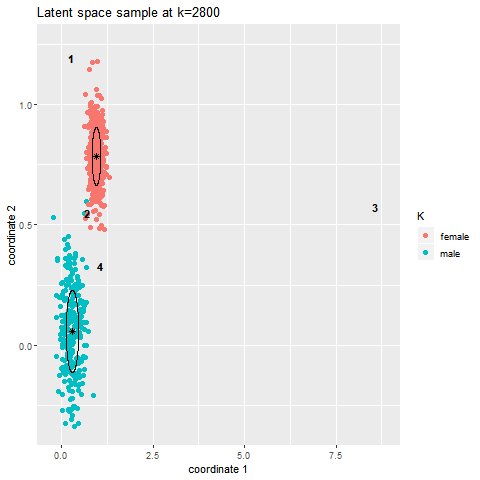 Latent space sample at k=2800
1
1.0
2
3
0.5
4
0.0
coordinate 2
0.0
2.5
5.0
7.5
coordinate 1
K
female
male